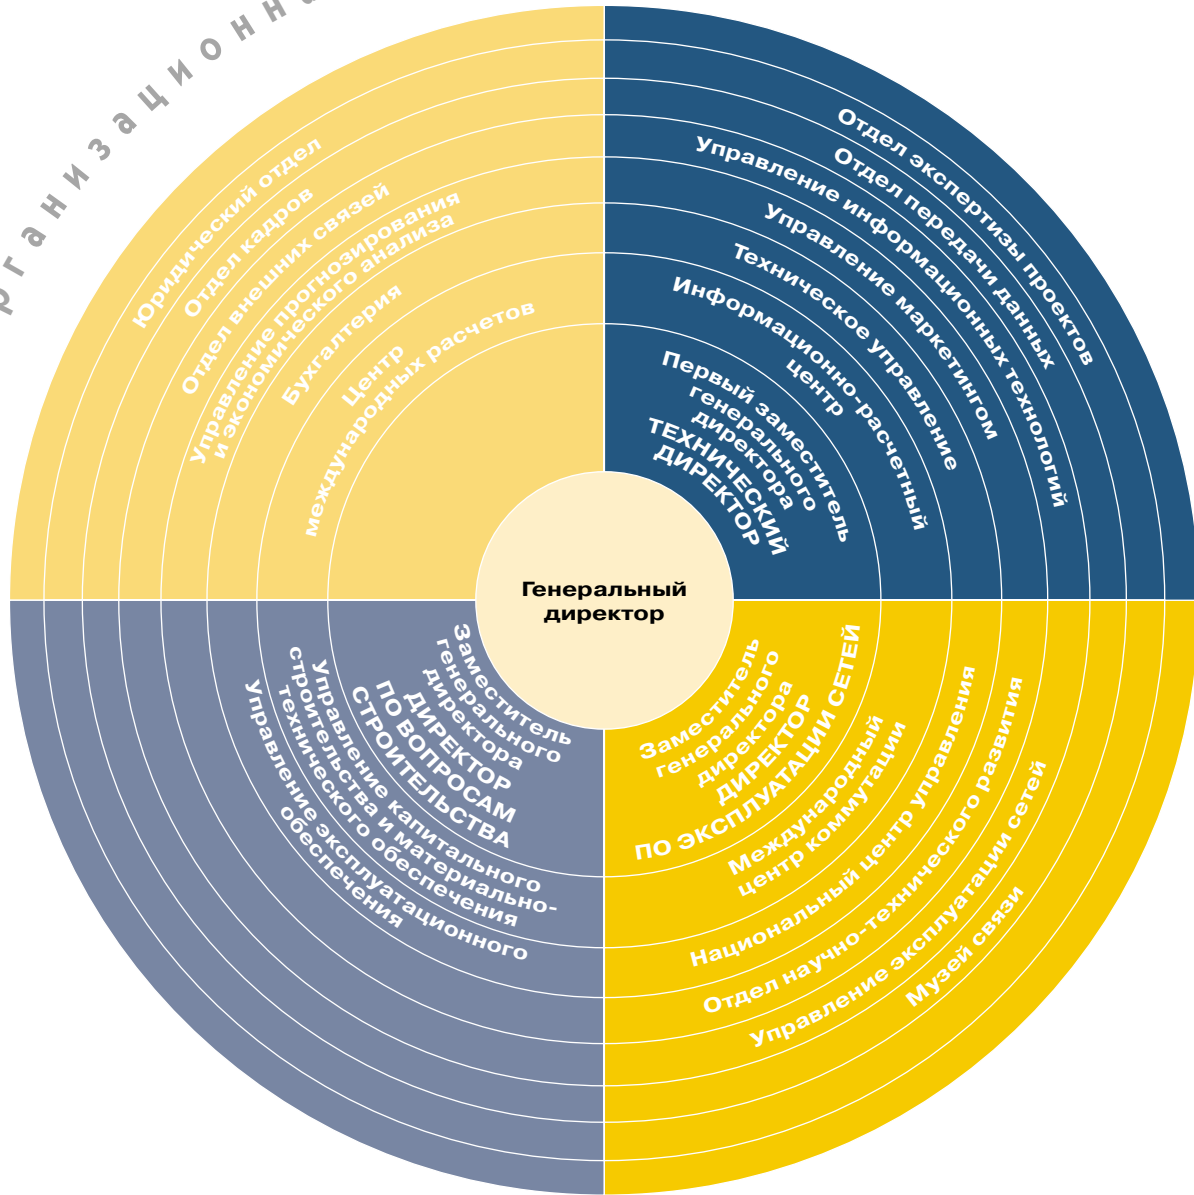 рганизационна
Юридический отдел
Отдел кадров
Отдел внешних связей
Управление прогнозирования
и экономического анализа
Бухгалтерия
Центр
международных расчетов
Отдел экспертизы проектов
Отдел передачи данных
Управление информационных технологий
Управление маркетингом
Техническое управление
Информационно-расчетный
центр
Первый заместитель
генерального
директора
ТЕХНИЧЕСКИЙ
ДИРЕКТОР
Генеральный
директор
Заместитель
генерального
директора
ДИРЕКТОР
ПО ВОПРОСАМ
СТРОИТЕЛЬСТВА
Управление капитального
строительства и материально-
технического обеспечения
Управление эксплуатационного
обеспечения
Заместитель
генерального
директора
ДИРЕКТОР
ПО ЭКСПЛУАТАЦИИ СЕТЕЙ
Международный
центр коммутации
Национальный центр управления
Отдел научно-технического развития
Управление эксплуатации сетей
Музей связи